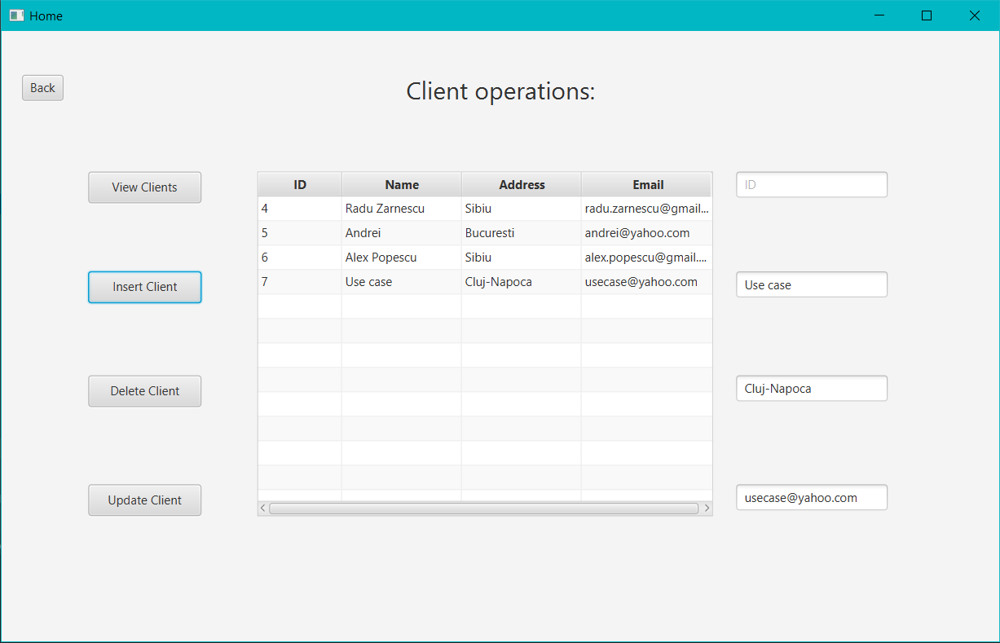 Home
Back
Client operations:
View Clients
Insert Client
Delete Client
Update Client
ID Name Address Email
4 Radu Zarnescu Sibiu radu.zarnescu@gmail...
5 Andrei Bucuresti andrei@yahoo.com
6 Alex Popescu Sibiu alex.popescu@gmail....
7 Use case Cluj-Napoca usecase@yahoo.com
ID
Use case
Cluj-Napoca
usecase@yahoo.com